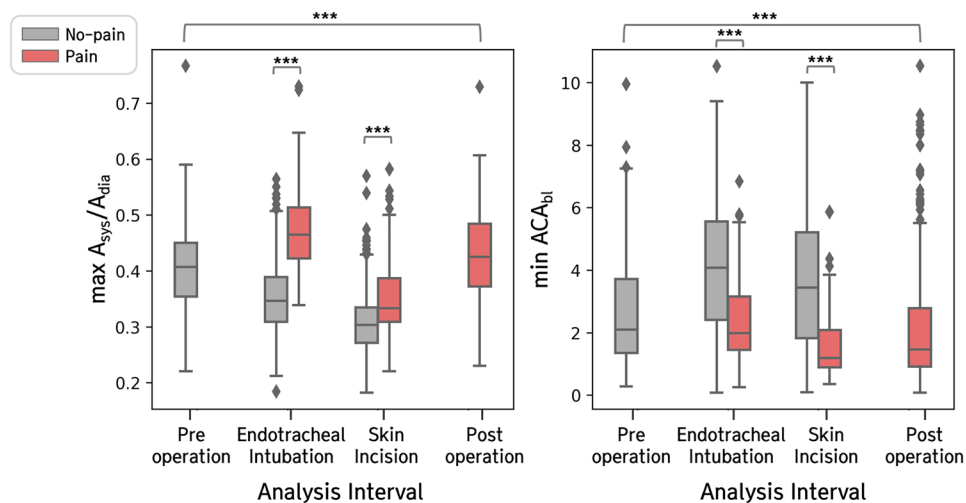 No-pain
Pain
***
***
***
max A_sys/A_dia
0.7
0.6
0.5
0.4
0.3
0.2
Pre
operation
Endotracheal
Intubation
Skin
Incision
Post
operation
Analysis Interval
***
***
***
min ACA_bl
10
8
6
4
2
0
Pre
operation
Endotracheal
Intubation
Skin
Incision
Post
operation
Analysis Interval